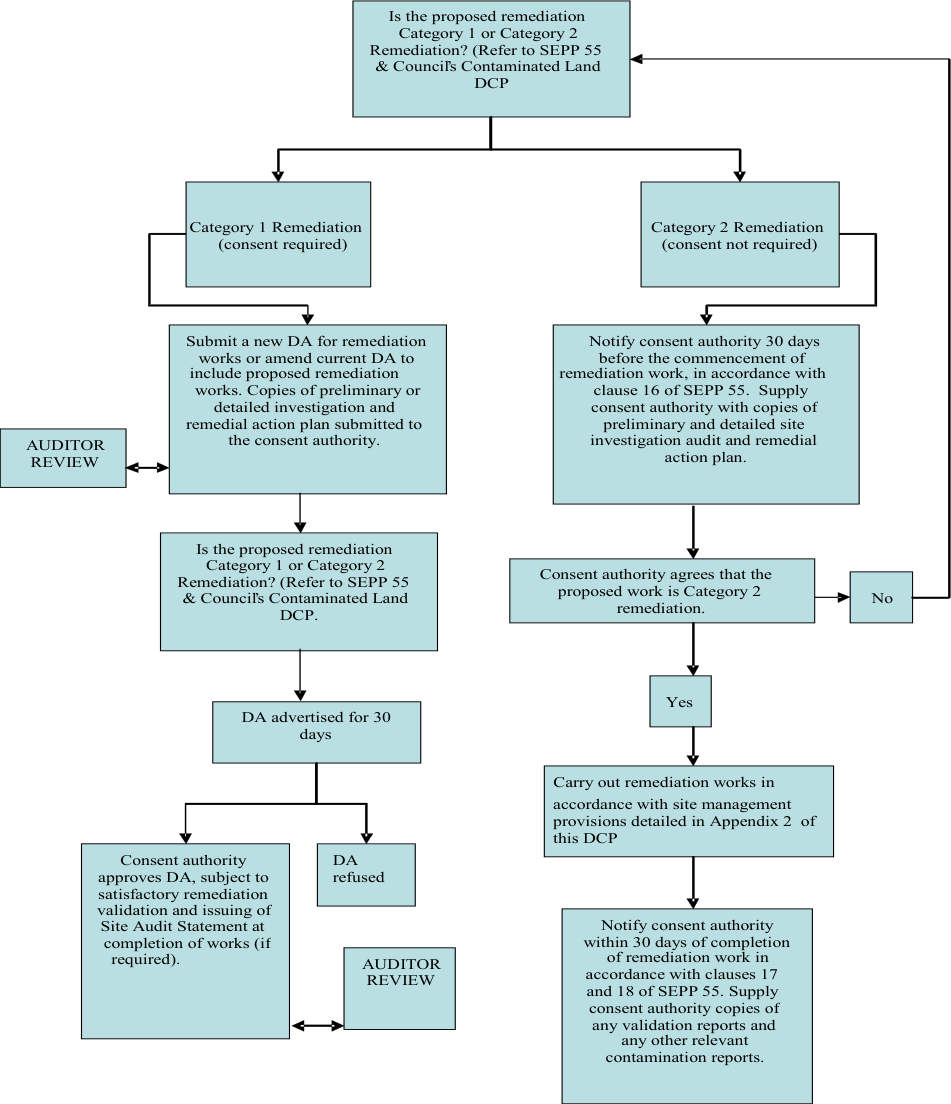 Is the proposed remediation
Category 1 or Category 2
Remediation? (Refer to SEPP 55
& Council's Contaminated Land
DCP
Category 1 Remediation
(consent required)
Category 2 Remediation
(consent not required)
Submit a new DA for remediation
works or amend current DA to
include proposed remediation
works. Copies of preliminary or
detailed investigation and
remedial action plan submitted to
the consent authority.
Notify consent authority 30 days
before the commencement of
remediation work, in accordance with
clause 16 of SEPP 55. Supply
consent authority with copies of
preliminary and detailed site
investigation audit and remedial
action plan.
AUDITOR
REVIEW
Is the proposed remediation
Category 1 or Category 2
Remediation? (Refer to SEPP 55
& Council's Contaminated Land
DCP.
Consent authority agrees that the
proposed work is Category 2
remediation.
No
Yes
DA advertised for 30
days
Carry out remediation works in
accordance with site management
provisions detailed in Appendix 2 of
this DCP
Consent authority
approves DA, subject to
satisfactory remediation
validation and issuing of
Site Audit Statement at
completion of works (if
required).
DA
refused
AUDITOR
REVIEW
Notify consent authority
within 30 days of completion
of remediation work in
accordance with clauses 17
and 18 of SEPP 55. Supply
consent authority copies of
any validation reports and
any other relevant
contamination reports.